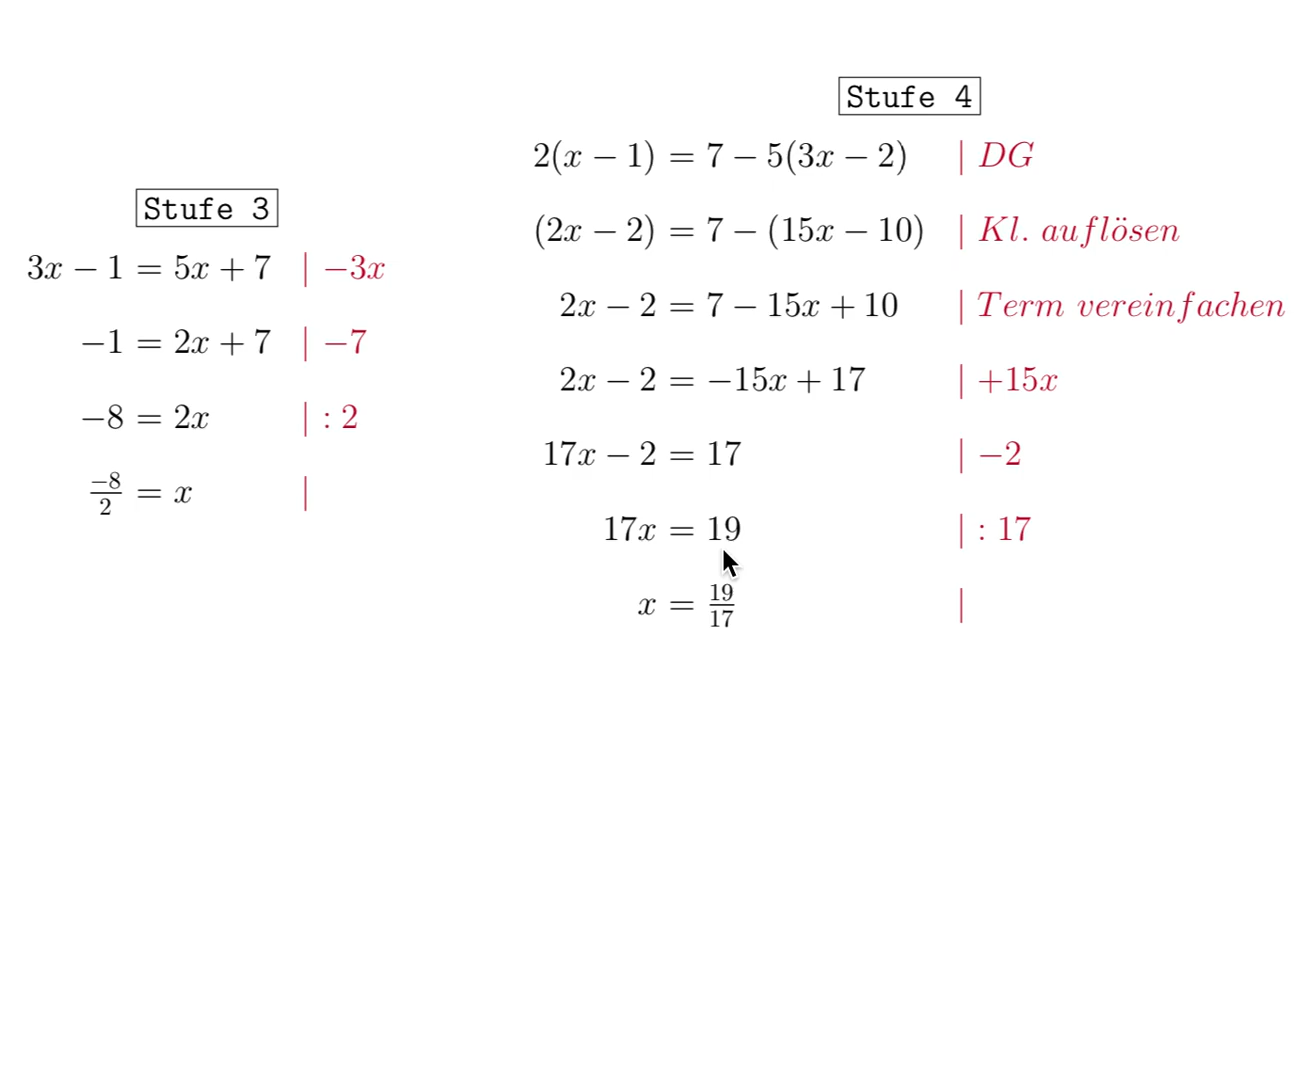 Stufe 3
3x − 1 = 5x + 7 | −3x
−1 = 2x + 7 | −7
−8 = 2x | : 2
\frac{−8}{2} = x |
Stufe 4
2(x − 1) = 7 − 5(3x − 2) | DG
(2x − 2) = 7 − (15x − 10) | Kl. auflösen
2x − 2 = 7 − 15x + 10 | Term vereinfachen
2x − 2 = −15x + 17 | +15x
17x − 2 = 17 | −2
17x = 19 | : 17
x = \frac{19}{17} |